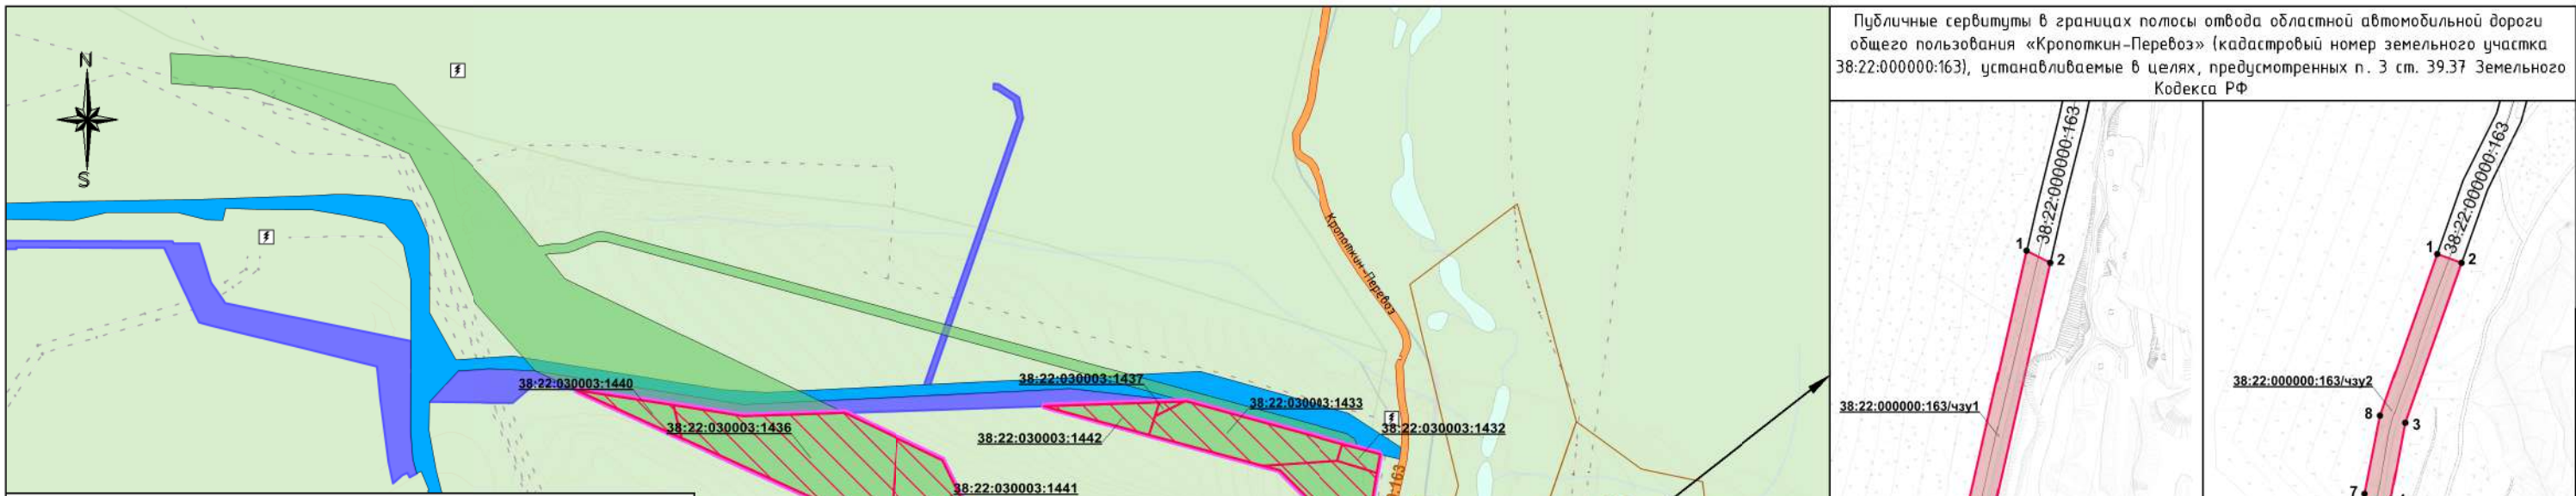 Публичные сервитуты в границах полосы отвода областной автомобильной дороги
общего пользования «Кропоткин-Перевоз» (кадастровый номер земельного участка
38:22:000000:163), устанавливаемые в целях, предусмотренных п. 3 ст. 39.37 Земельного
Кодекса РФ
N
S
Кропоткин-Перевоз
38:22:030003:1440
38:22:030003:1437
38:22:030003:1433
38:22:030003:1436
38:22:030003:1442
38:22:030003:1432
38:22:030003:1441
0:163
38:22:000000:163
1
2
38:22:000000:163/чзу1
38:22:000000:163
1
2
38:22:000000:163/чзу2
8
3
7